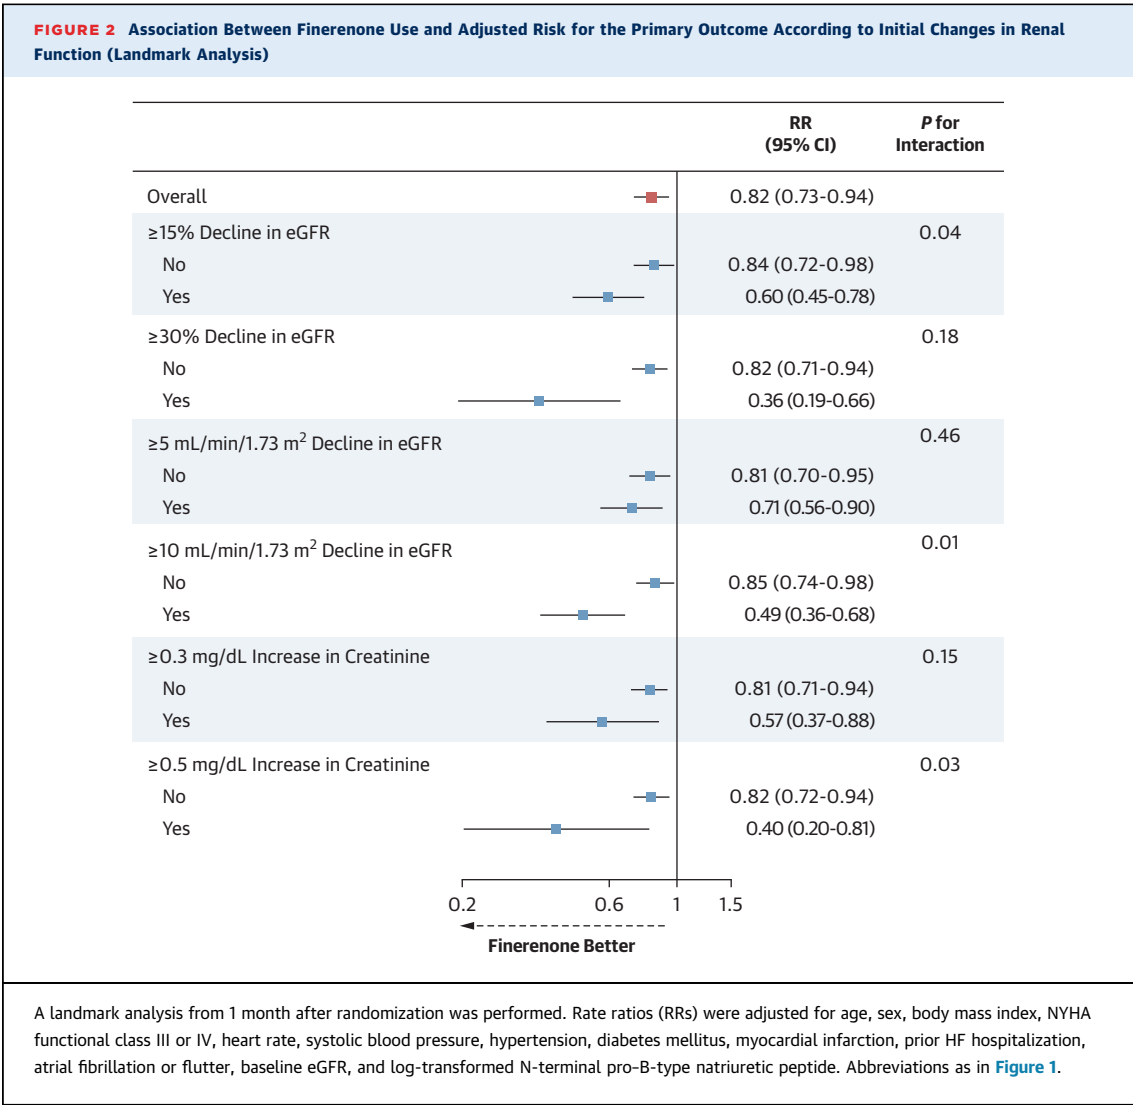 FIGURE 2 Association Between Finerenone Use and Adjusted Risk for the Primary Outcome According to Initial Changes in Renal
Function (Landmark Analysis)
RR
(95% CI)
P for
Interaction
Overall 0.82 (0.73-0.94)
≥15% Decline in eGFR 0.04
No 0.84 (0.72-0.98)
Yes 0.60 (0.45-0.78)
≥30% Decline in eGFR 0.18
No 0.82 (0.71-0.94)
Yes 0.36 (0.19-0.66)
≥5 mL/min/1.73 m² Decline in eGFR 0.46
No 0.81 (0.70-0.95)
Yes 0.71 (0.56-0.90)
≥10 mL/min/1.73 m² Decline in eGFR 0.01
No 0.85 (0.74-0.98)
Yes 0.49 (0.36-0.68)
≥0.3 mg/dL Increase in Creatinine 0.15
No 0.81 (0.71-0.94)
Yes 0.57 (0.37-0.88)
≥0.5 mg/dL Increase in Creatinine 0.03
No 0.82 (0.72-0.94)
Yes 0.40 (0.20-0.81)
0.2 0.6 1 1.5
Finerenone Better
A landmark analysis from 1 month after randomization was performed. Rate ratios (RRs) were adjusted for age, sex, body mass index, NYHA
functional class III or IV, heart rate, systolic blood pressure, hypertension, diabetes mellitus, myocardial infarction, prior HF hospitalization,
atrial fibrillation or flutter, baseline eGFR, and log-transformed N-terminal pro–B-type natriuretic peptide. Abbreviations as in Figure 1.